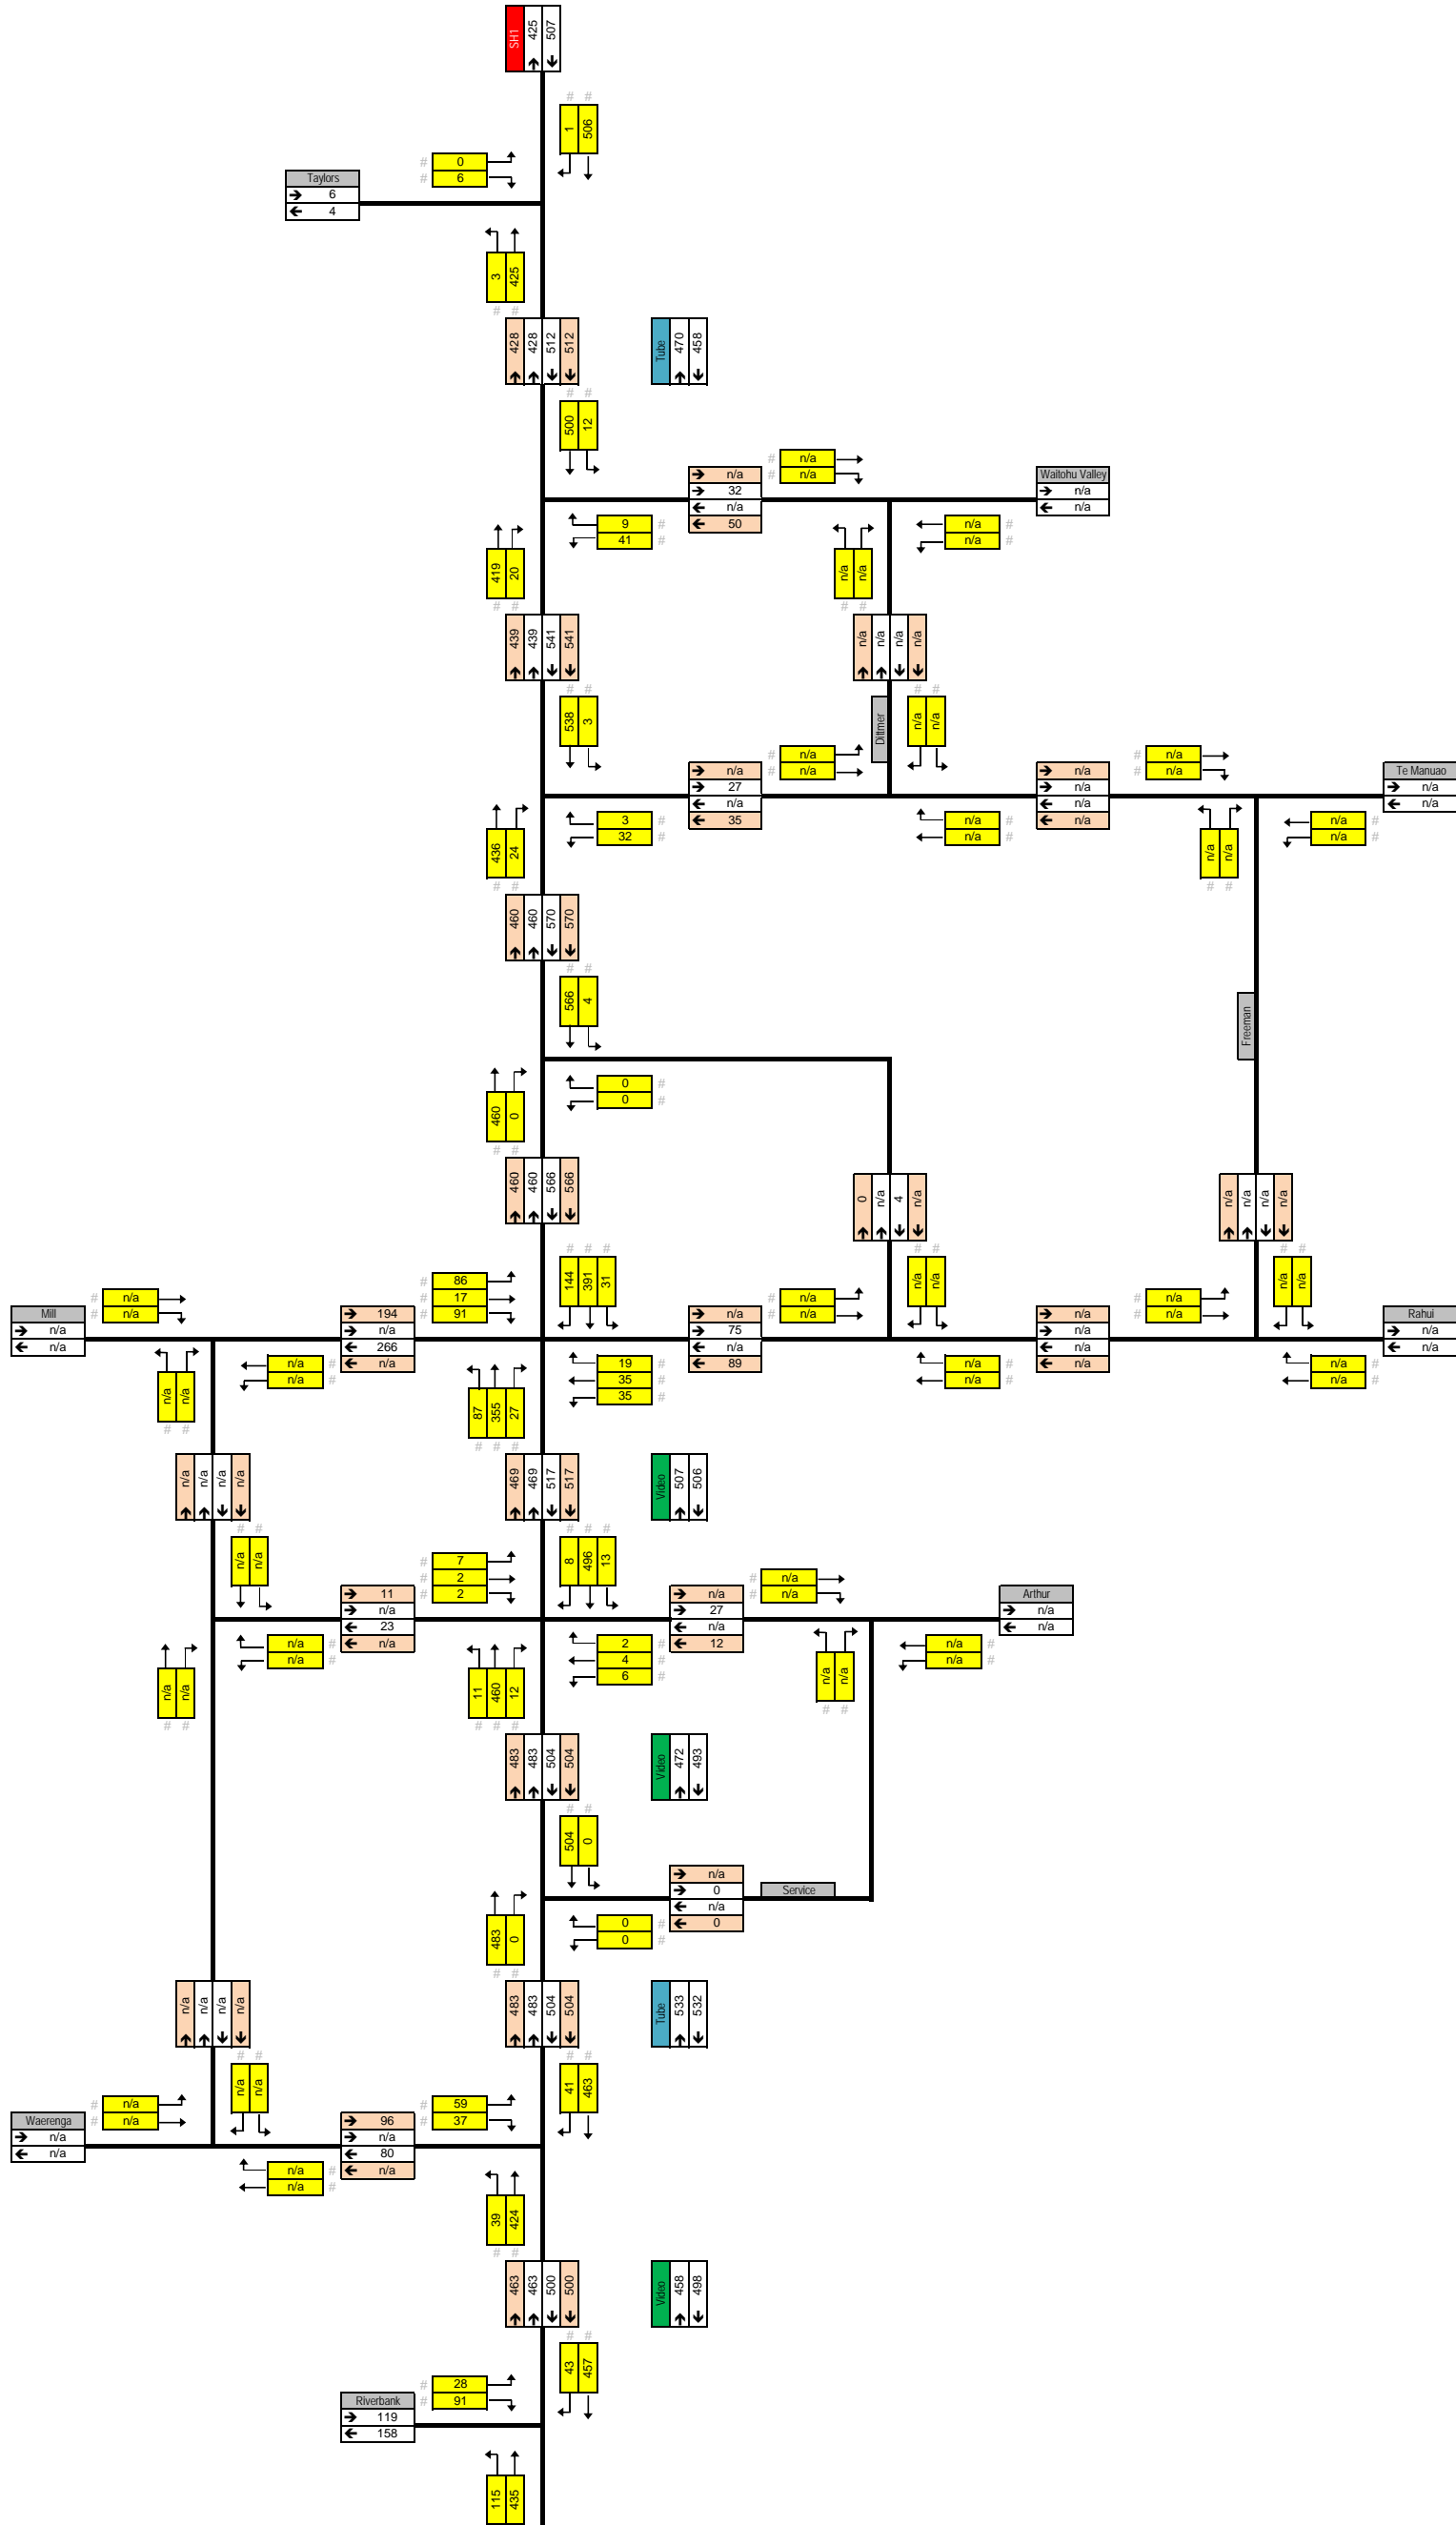 SH1
425
507
# #
1
506
# 0
# 6
Taylors
→ 6
← 4
3
425
# #
428
428
512
512
Tube
470
458
# #
500
12
# n/a
# n/a
→ n/a
→ 32
← n/a
← 50
Waitohu Valley
→ n/a
← n/a
9 #
41 #
n/a #
n/a #
419
20
# #
n/a
n/a
# #
439
439
541
541
n/a
n/a
n/a
n/a
# #
538
3
Dittmer
# #
n/a
n/a
# n/a
# n/a
# n/a
# n/a
→ n/a
→ 27
← n/a
← 35
→ n/a
→ n/a
← n/a
← n/a
Te Manuao
→ n/a
← n/a
3 #
32 #
n/a #
n/a #
n/a #
n/a #
436
24
# #
n/a
n/a
# #
460
460
570
570
# #
566
4
Freeman
460
0
# #
0 #
0 #
460
460
566
566
0
n/a
4
n/a
n/a
n/a
n/a
n/a
# # #
144
391
31
# #
n/a
n/a
# #
n/a
n/a
# n/a
# n/a
# 86
# 17
# 91
# n/a
# n/a
# n/a
# n/a
Mill
→ n/a
← n/a
→ 194
→ n/a
← 266
← n/a
→ n/a
→ 75
← n/a
← 89
→ n/a
→ n/a
← n/a
← n/a
Rahui
→ n/a
← n/a
n/a #
n/a #
19 #
35 #
35 #
n/a #
n/a #
n/a #
n/a #
n/a
n/a
# #
87
355
27
# # #
n/a
n/a
n/a
n/a
469
469
517
517
Video
507
506
# #
n/a
n/a
# 7
# 2
# 2
# # #
8
496
13
# n/a
# n/a
→ 11
→ n/a
← 23
← n/a
→ n/a
→ 27
← n/a
← 12
Arthur
→ n/a
← n/a
n/a #
n/a #
2 #
4 #
6 #
n/a #
n/a #
n/a
n/a
# #
11
460
12
# # #
n/a
n/a
# #
483
483
504
504
Video
472
493
# #
504
0
→ n/a
→ 0
← n/a
← 0
Service
483
0
# #
0 #
0 #
n/a
n/a
n/a
n/a
483
483
504
504
Tube
533
532
# #
n/a
n/a
# #
41
463
# n/a
# n/a
# 59
# 37
Waerenga
→ n/a
← n/a
→ 96
→ n/a
← 80
← n/a
n/a #
n/a #
39
424
# #
463
463
500
500
Video
458
498
# #
43
457
# 28
# 91
Riverbank
→ 119
← 158
115
435